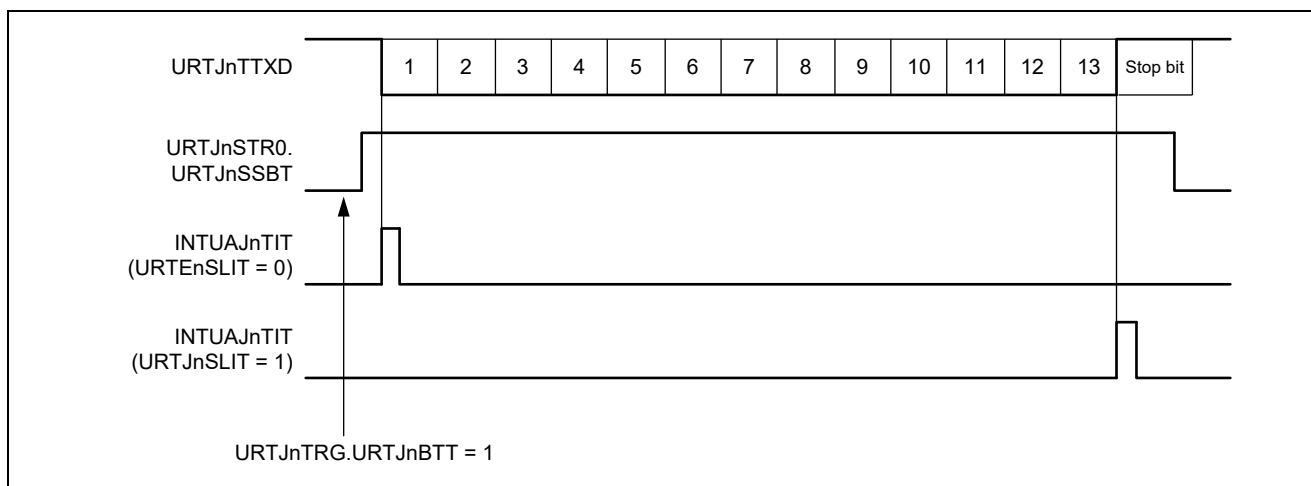 URTJnTTXD 1 2 3 4 5 6 7 8 9 10 11 12 13 Stop bit
URTJnSTR0.
URTJnSSBT
INTUAJnTIT
(URTEnSLIT = 0)
INTUAJnTIT
(URTJnSLIT = 1)
URTJnTRG.URTJnBTT = 1